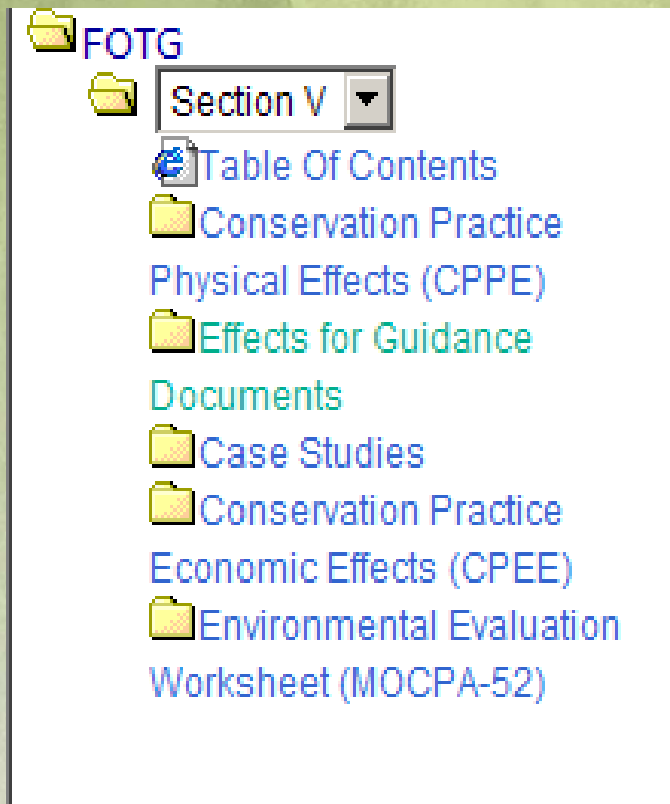 FOTG
Section V
Table Of Contents
Conservation Practice
Physical Effects (CPPE)
Effects for Guidance
Documents
Case Studies
Conservation Practice
Economic Effects (CPEE)
Environmental Evaluation
Worksheet (MOCPA-52)